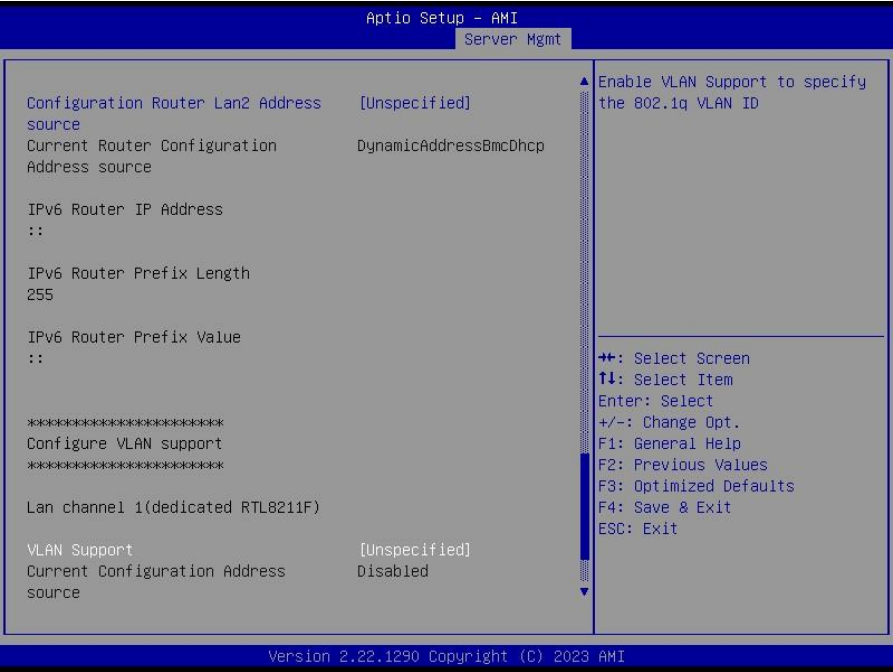 Aptio Setup – AMI
Server Mgmt
Configuration Router Lan2 Address [Unspecified]
source
Current Router Configuration DynamicAddressBmcDhcp
Address source
IPv6 Router IP Address
::
IPv6 Router Prefix Length
255
IPv6 Router Prefix Value
::
***********************
Configure VLAN support
***********************
Lan channel 1(dedicated RTL8211F)
VLAN Support [Unspecified]
Current Configuration Address Disabled
source
Enable VLAN Support to specify
the 802.1q VLAN ID
→←: Select Screen
↑↓: Select Item
Enter: Select
+/-: Change Opt.
F1: General Help
F2: Previous Values
F3: Optimized Defaults
F4: Save & Exit
ESC: Exit
Version 2.22.1290 Copyright (C) 2023 AMI